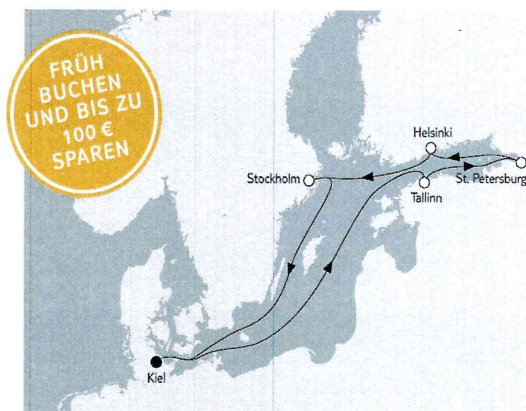 FRÜH
BUCHEN
UND BIS ZU
100 €
SPAREN
Helsinki
Stockholm
St. Petersburg
Tallinn
Kiel